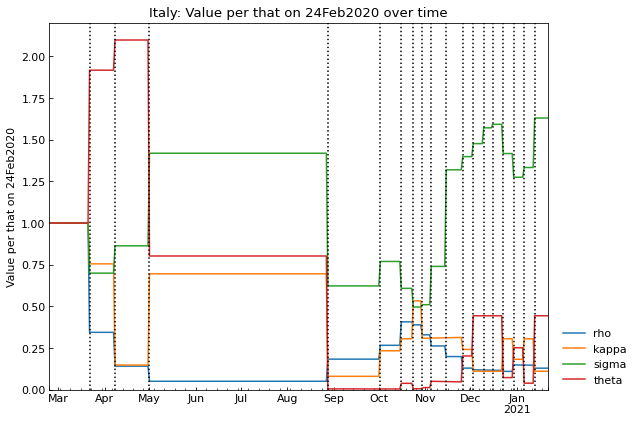 Italy: Value per that on 24Feb2020 over time
Value per that on 24Feb2020
2.00
1.75
1.50
1.25
1.00
0.75
0.50
0.25
0.00
Mar Apr May Jun Jul Aug Sep Oct Nov Dec Jan
2021
rho
kappa
sigma
theta